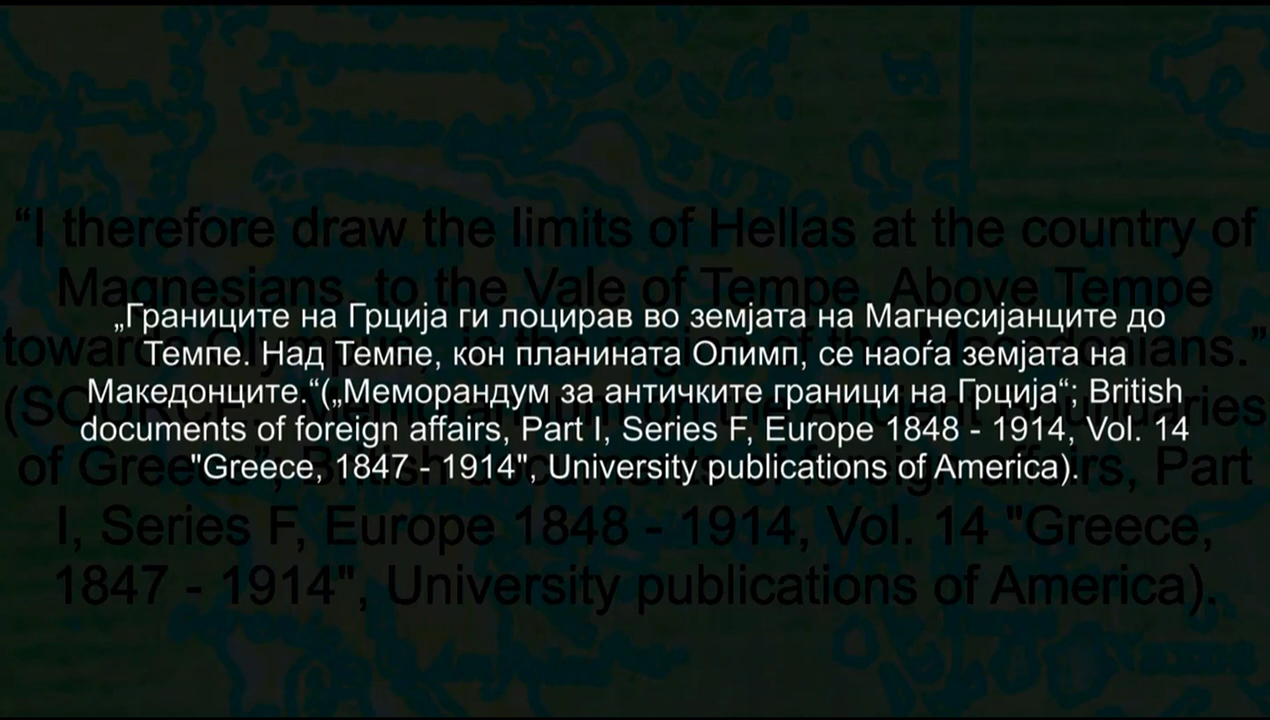 „Границите на Грција ги лоцирав во земјата на Магнесијанците до
Темпе. Над Темпе, кон планината Олимп, се наоѓа земјата на
Македонците.“(„Меморандум за античките граници на Грција“; British
documents of foreign affairs, Part I, Series F, Europe 1848 - 1914, Vol. 14
"Greece, 1847 - 1914", University publications of America).
“I therefore draw the limits of Hellas at the country of
Magnesians, to the Vale of Tempe. Above Tempe
of
I, Series F, Europe 1848 - 1914, Vol. 14 "Greece,
1847 - 1914", University publications of America).